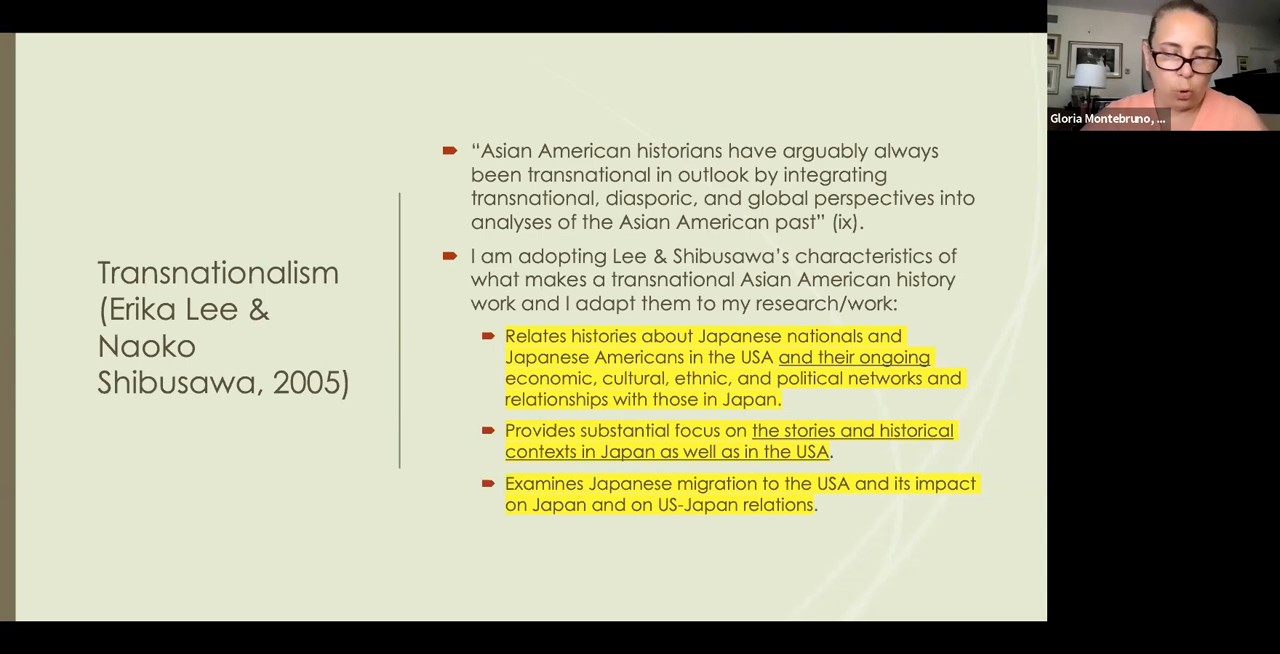 Transnationalism
(Erika Lee &
Naoko
Shibusawa, 2005)
“Asian American historians have arguably always
been transnational in outlook by integrating
transnational, diasporic, and global perspectives into
analyses of the Asian American past” (ix).
I am adopting Lee & Shibusawa’s characteristics of
what makes a transnational Asian American history
work and I adapt them to my research/work:
Relates histories about Japanese nationals and
Japanese Americans in the USA and their ongoing
economic, cultural, ethnic, and political networks and
relationships with those in Japan.
Provides substantial focus on the stories and historical
contexts in Japan as well as in the USA.
Examines Japanese migration to the USA and its impact
on Japan and on US-Japan relations.
Gloria Montebruno, ...